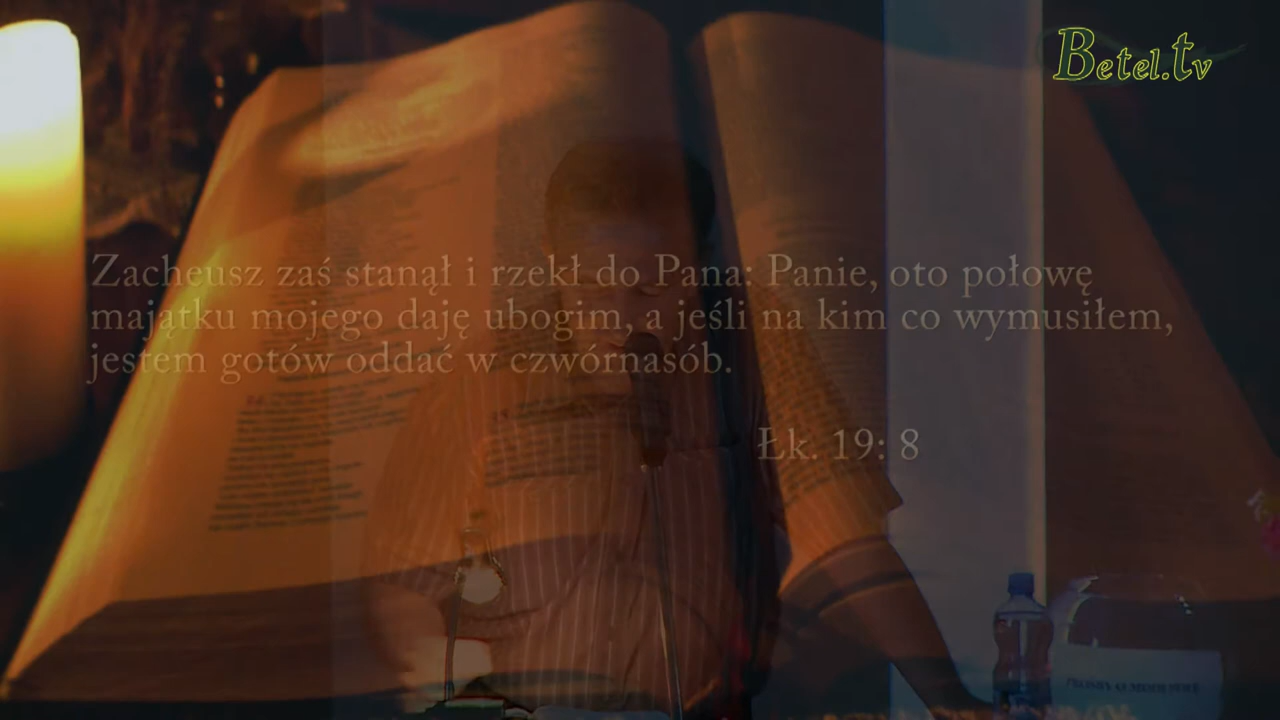 Betel.tv
Zacheusz zaś stanął i rzekł do Pana: Panie, oto połowę
majątku mojego daję ubogim, a jeśli na kim co wymusiłem,
jestem gotów oddać w czwórnasób.
Łk. 19: 8